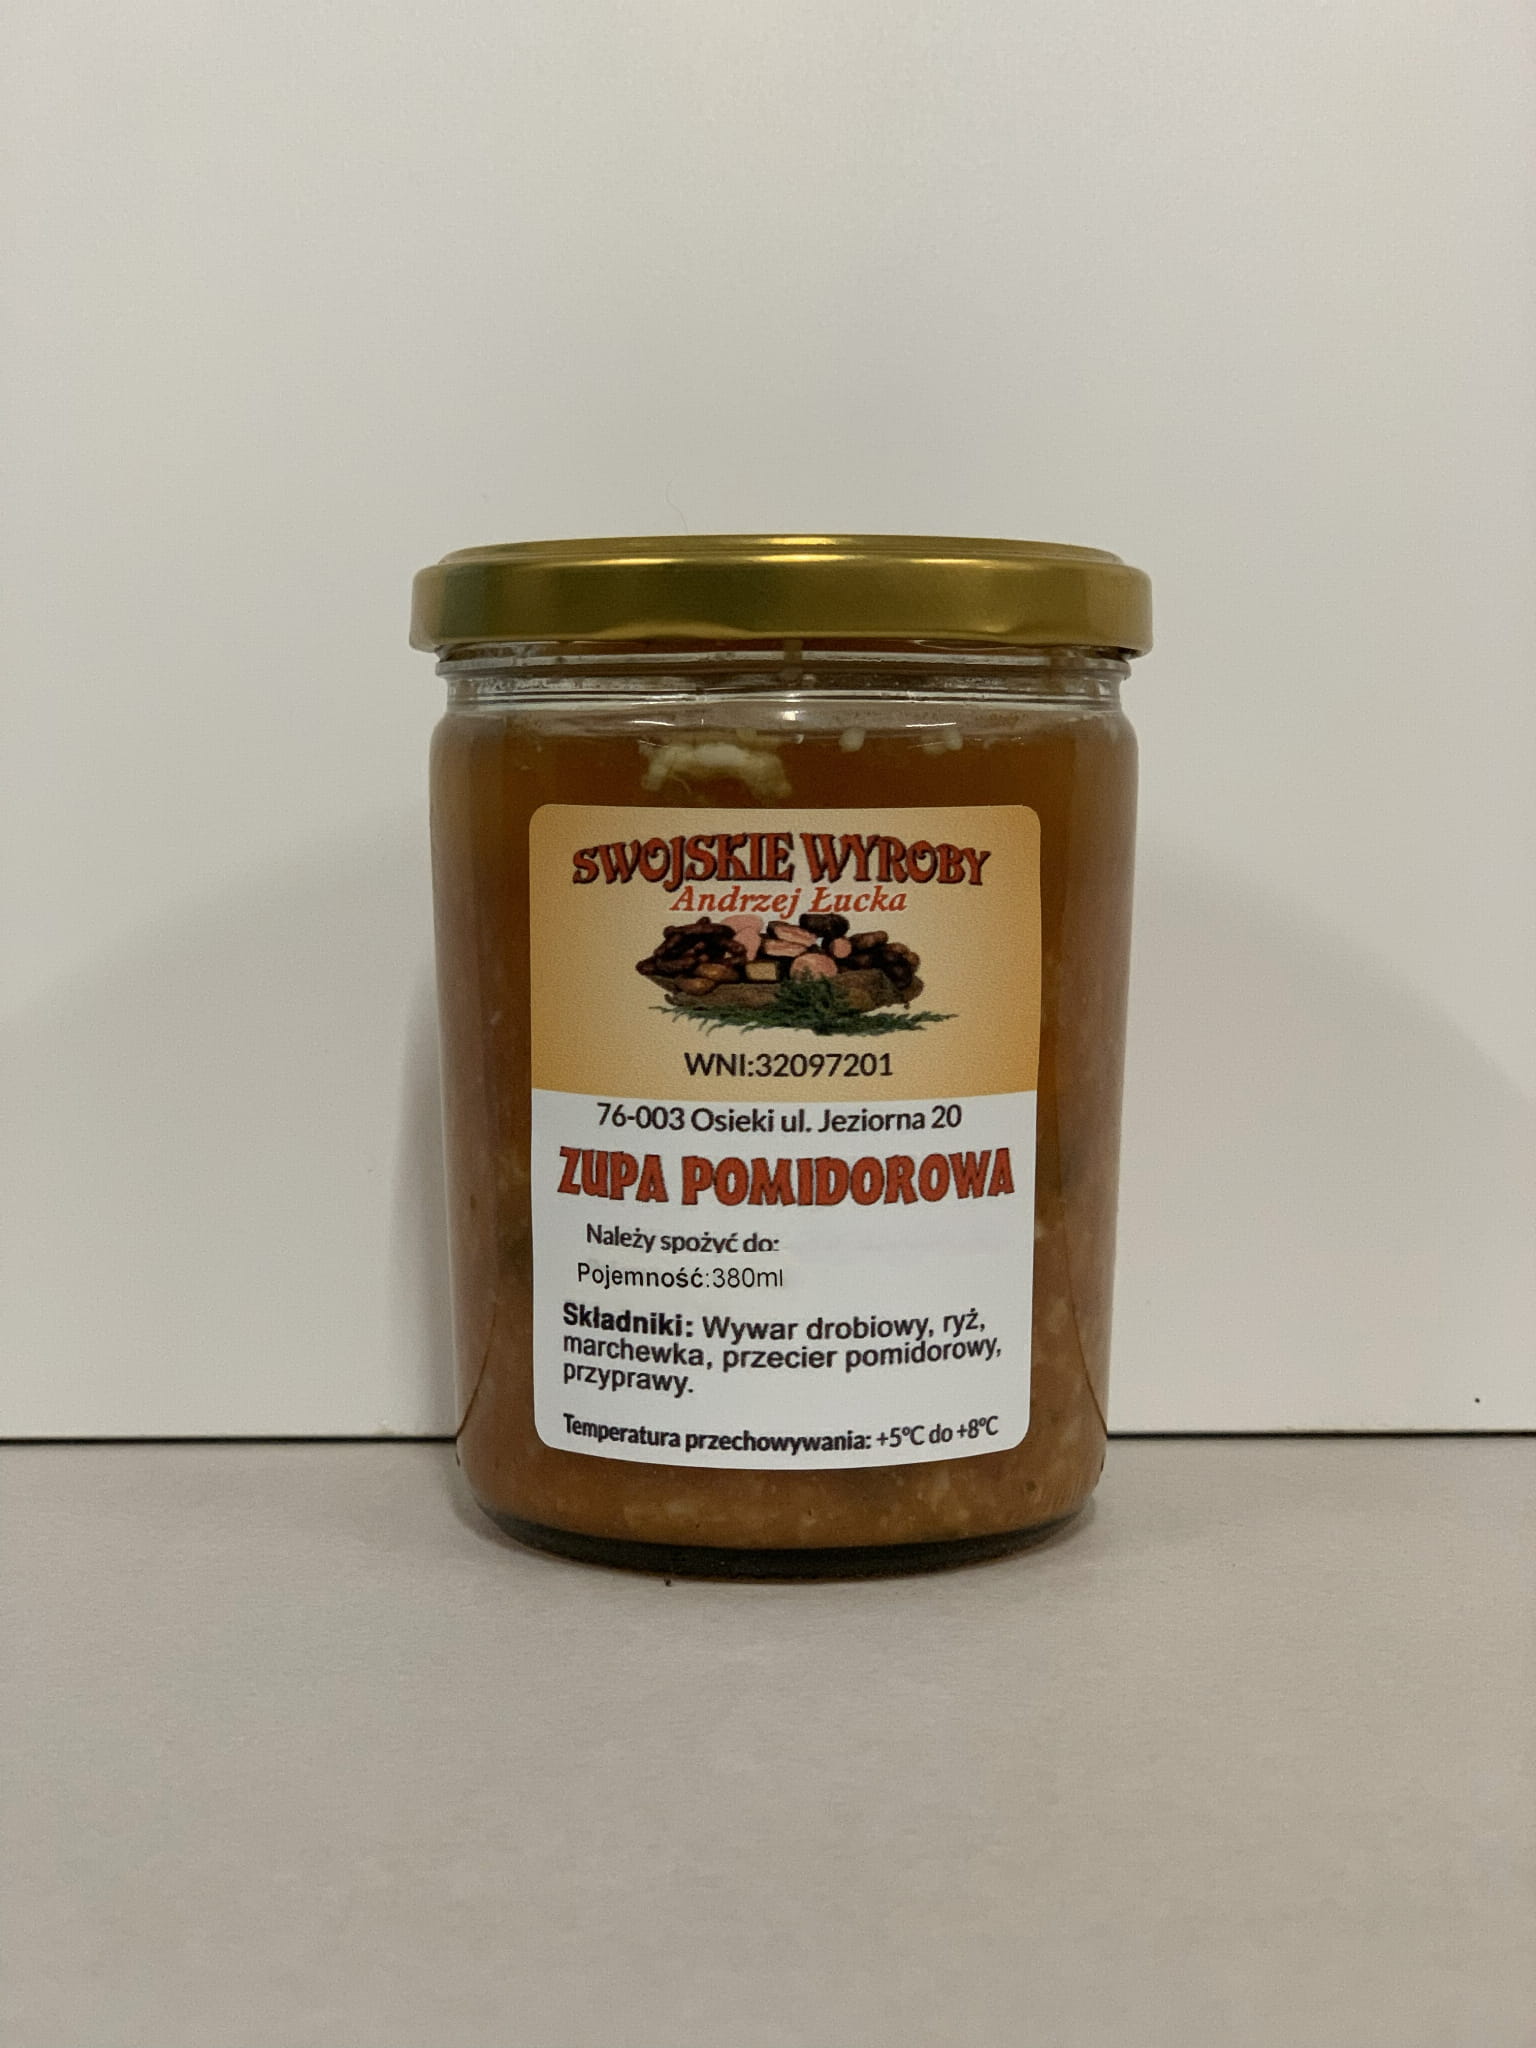 SWOJSKIE WYROBY
Andrzej Łucka
WNI:32097201
76-003 Osieki ul. Jeziorna 20
ZUPA POMIDOROWA
Należy spożyć do:
Pojemność:380ml
Składniki: Wywar drobiowy, ryż,
marchewka, przecier pomidorowy,
przyprawy.
Temperatura przechowywania: +5°C do +8°C